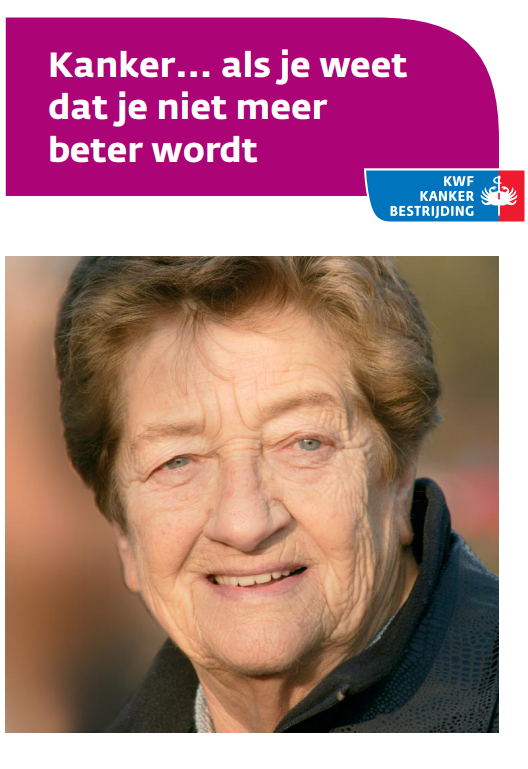 Kanker... als je weet
dat je niet meer
beter wordt
KWF
KANKER
BESTRIJDING